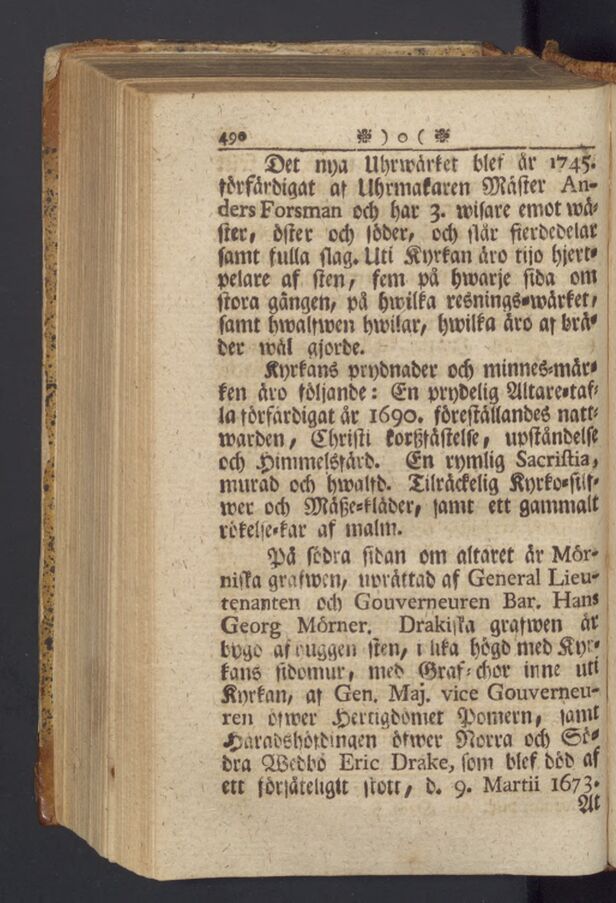 490 ❉ ) o ( ❉
Det nya Uhrwärket blef år 1745.
förfärdigat af Uhrmakaren Mäster An-
ders Forsman och har 3. wisare emot wä-
ster, öster och söder, och slår fierdedelar
samt fulla slag. Uti Kyrkan äro tijo hjert-
pelare af sten, fem på hwarje sida om
stora gången, på hwilka resnings-wärket,
samt hwalfwen hwilar, hwilka äro af brä-
der wäl gjorde.
Kyrkans prydnader och minnes-mär-
ken äro följande: En prydelig Altare-taf-
la förfärdigat år 1690. föreställandes natt-
warden, Christi korßfästelse, upståndelse
och Himmelsfärd. En rymlig Sacristia,
murad och hwalfd. Tilräckelig Kyrko-silf-
wer och Mäße-kläder, samt ett gammalt
rökelse-kar af malm.
På södra sidan om altaret är Mör-
niska grafwen, uprättad af General Lieu-
tenanten och Gouverneuren Bar. Hans
Georg Mörner. Drakiska grafwen är
bygd af huggen sten, i lika högd med Kyr-
kans sidomur, med Graf-chor inne uti
Kyrkan, af Gen. Maj. vice Gouverneu-
ren öfwer Hertigdömet Pomern, samt
Häradshöfdingen öfwer Norra och Sö-
dra Wedbo Eric Drake, som blef död af
ett försåteligit skott, d. 9. Martii 1673.
At